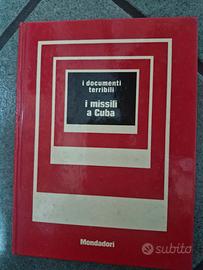 i documenti
terribili
i missili
a Cuba
Mondadori
subito